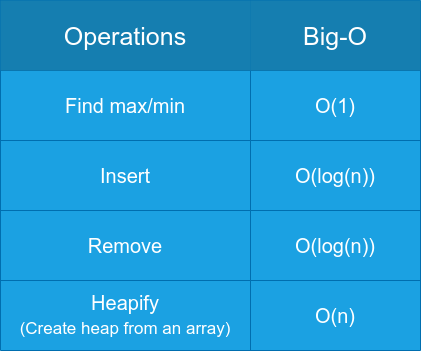 Operations Big-O
Find max/min O(1)
Insert O(log(n))
Remove O(log(n))
Heapify
(Create heap from an array) O(n)